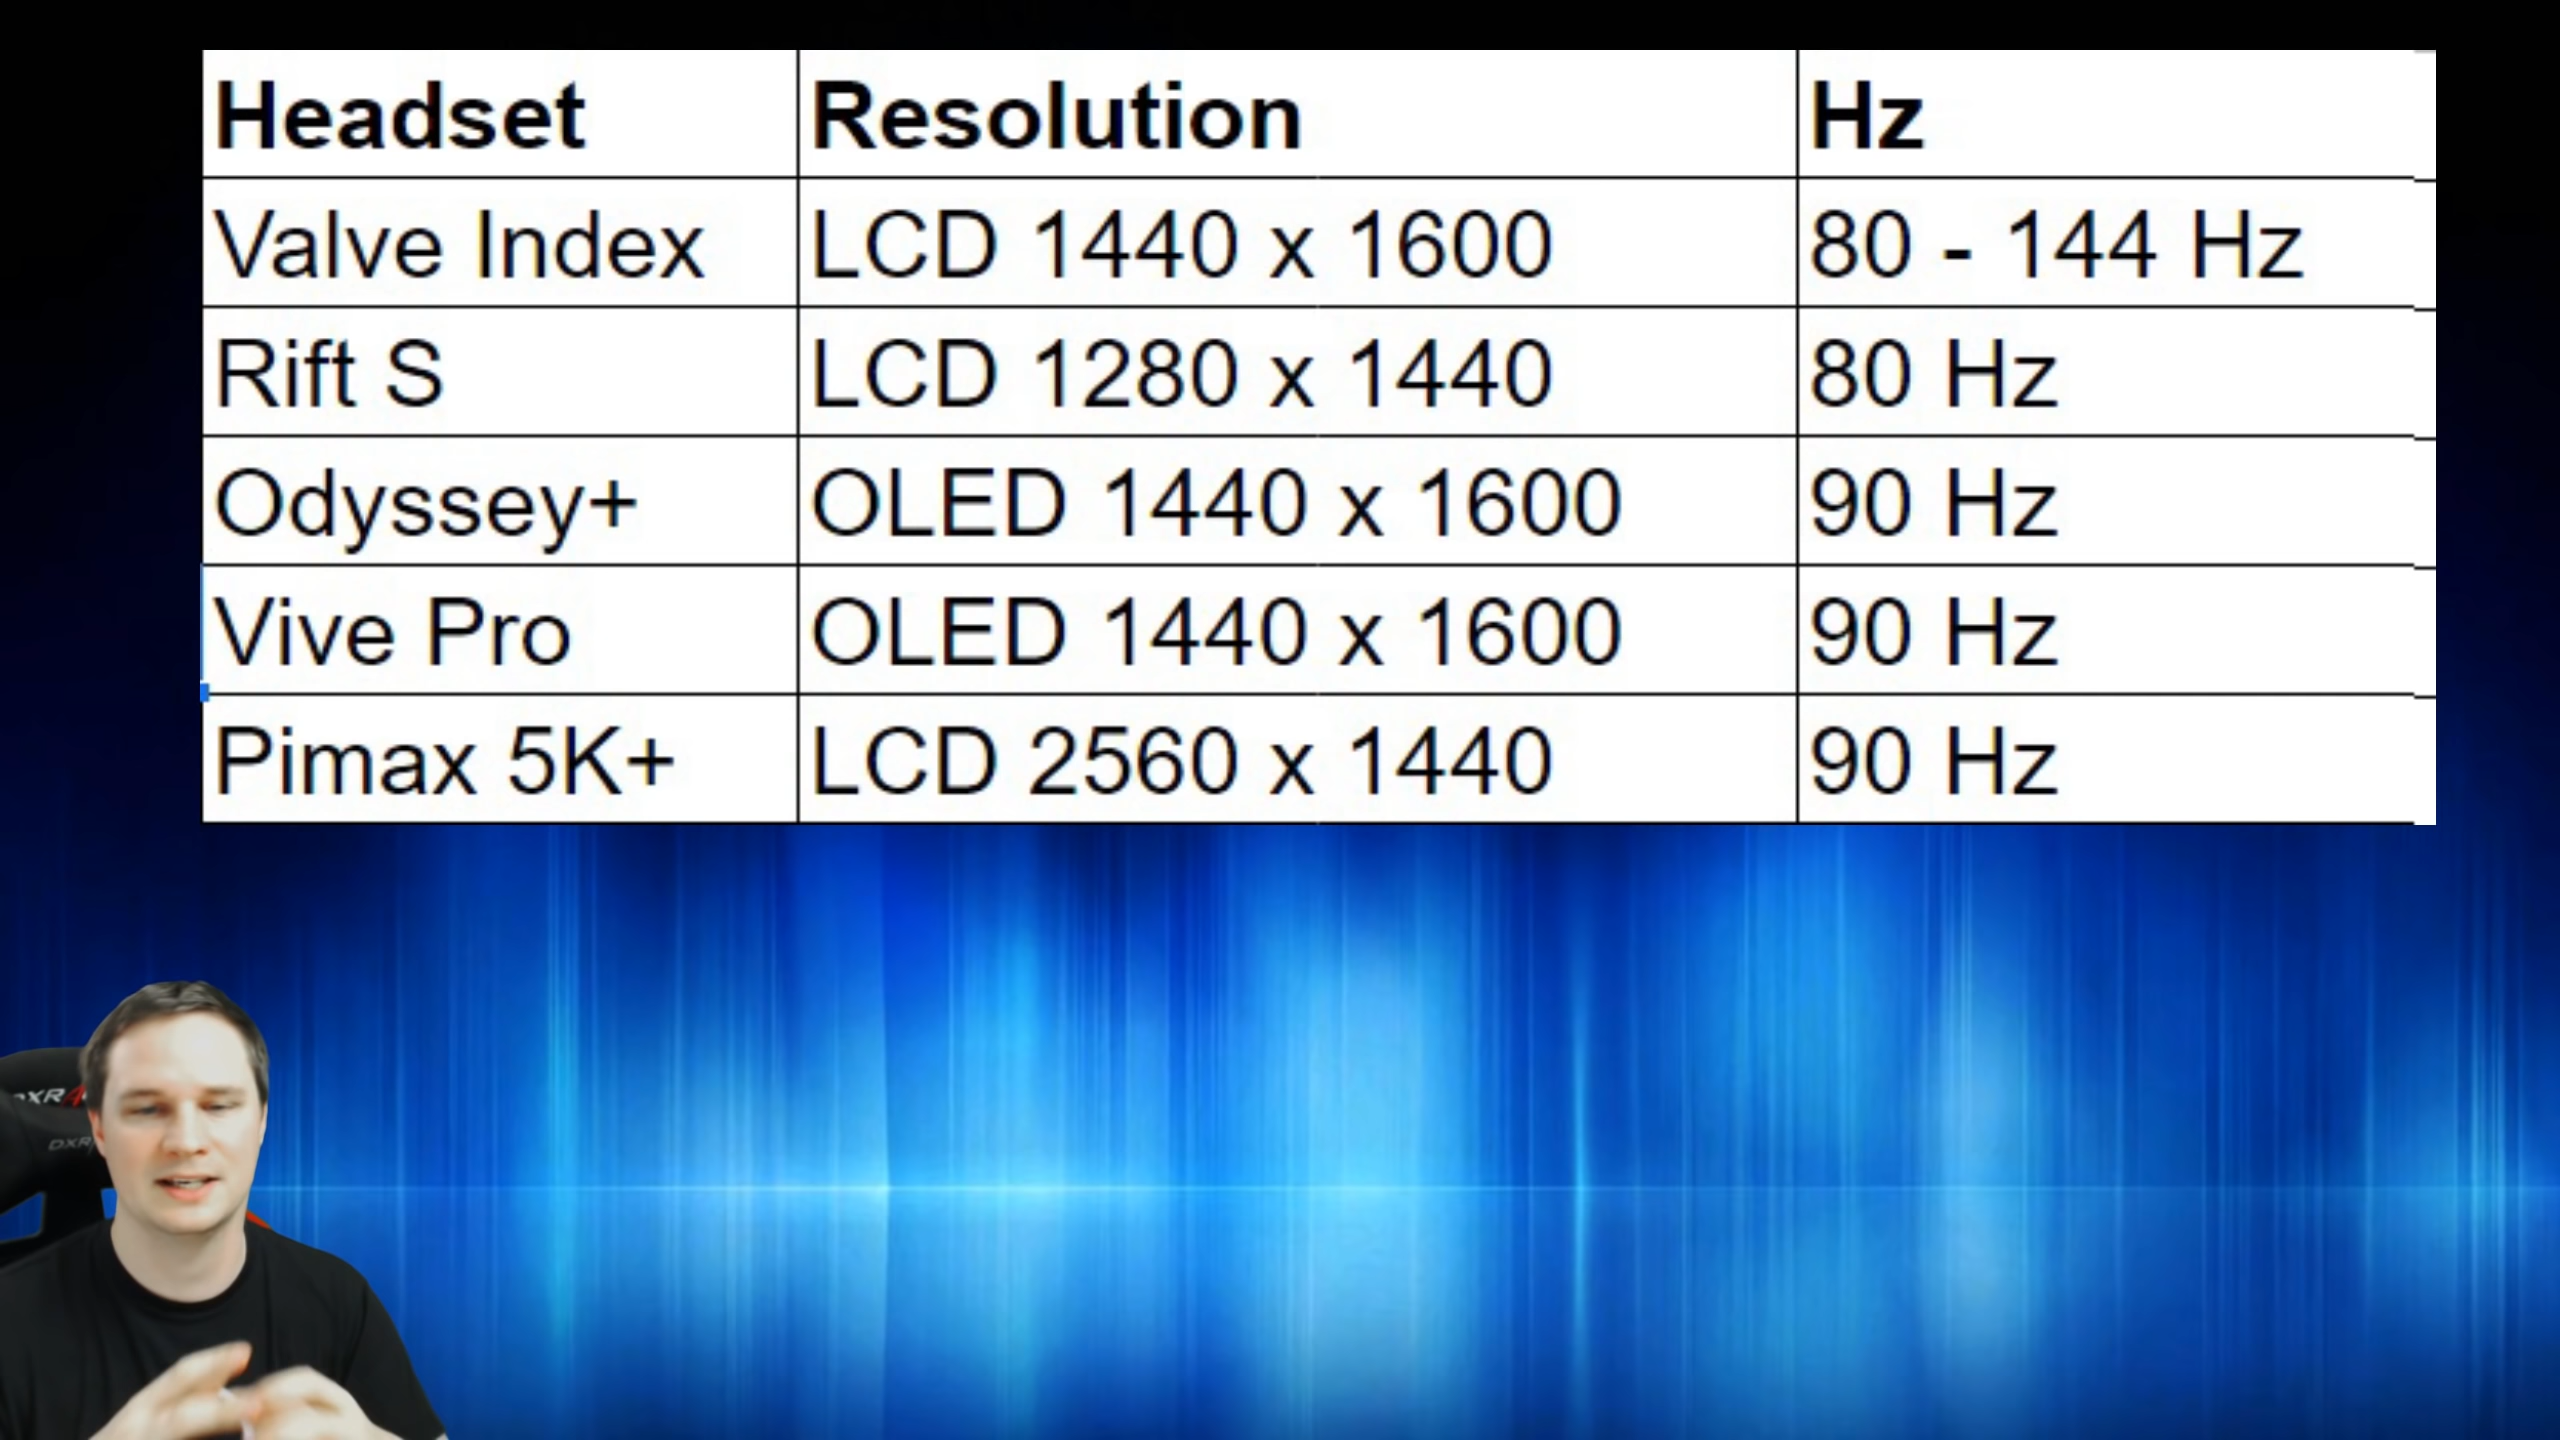 Headset Resolution Hz
Valve Index LCD 1440 x 1600 80 - 144 Hz
Rift S LCD 1280 x 1440 80 Hz
Odyssey+ OLED 1440 x 1600 90 Hz
Vive Pro OLED 1440 x 1600 90 Hz
Pimax 5K+ LCD 2560 x 1440 90 Hz